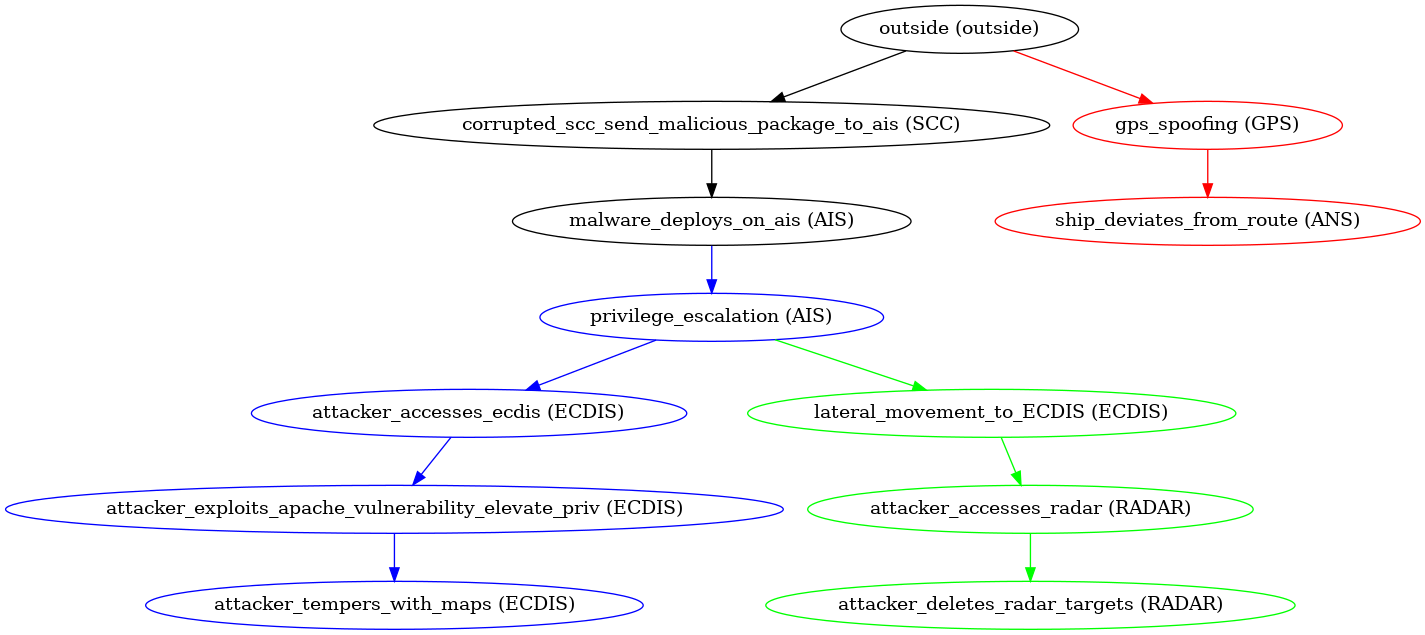 outside (outside)
corrupted_scc_send_malicious_package_to_ais (SCC)
gps_spoofing (GPS)
malware_deploys_on_ais (AIS)
ship_deviates_from_route (ANS)
privilege_escalation (AIS)
attacker_accesses_ecdis (ECDIS)
lateral_movement_to_ECDIS (ECDIS)
attacker_exploits_apache_vulnerability_elevate_priv (ECDIS)
attacker_accesses_radar (RADAR)
attacker_tempers_with_maps (ECDIS)
attacker_deletes_radar_targets (RADAR)